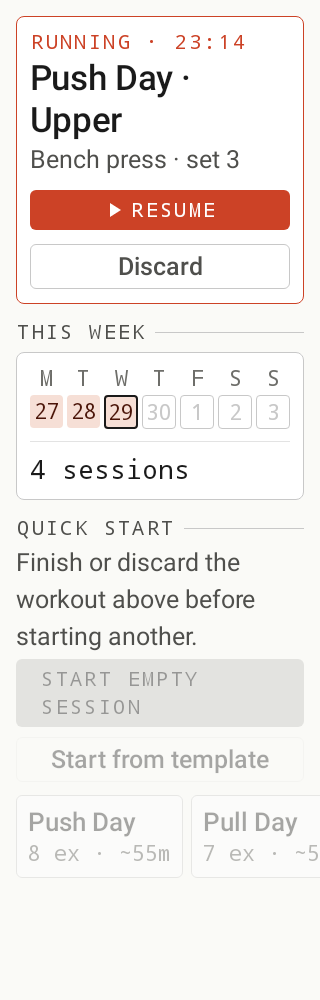 RUNNING · 23:14
Push Day ·
Upper
Bench press · set 3
RESUME
Discard
THIS WEEK
M T W T F S S
27 28 29 30 1 2 3
4 sessions
QUICK START
Finish or discard the
workout above before
starting another.
START EMPTY
SESSION
Start from template
Push Day Pull Day
8 ex · ~55m 7 ex · ~5